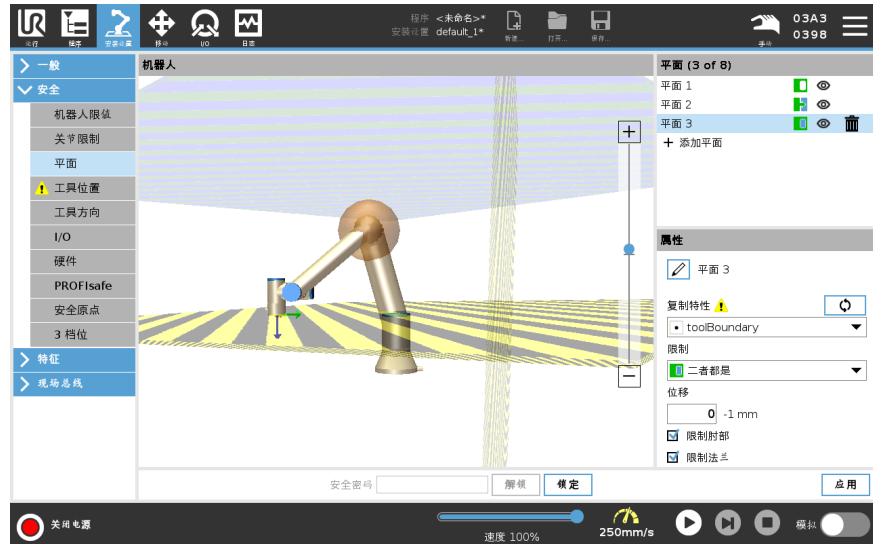 UR
运行
程序
安装设置
移动
I/O
日志
程序 <未命名>*
安装设置 default_1*
新建...
打开...
保存...
手动
03A3
0398
一般
安全
机器人限值
关节限制
平面
工具位置
工具方向
I/O
硬件
PROFIsafe
安全原点
3 档位
特征
现场总线
机器人
平面 (3 of 8)
平面 1
平面 2
平面 3
添加平面
属性
平面 3
复制特性
toolBoundary
限制
二者都是
位移
0 -1 mm
限制肘部
限制法兰
安全密码
解锁
锁定
应用
关闭电源
速度 100%
250mm/s
模拟